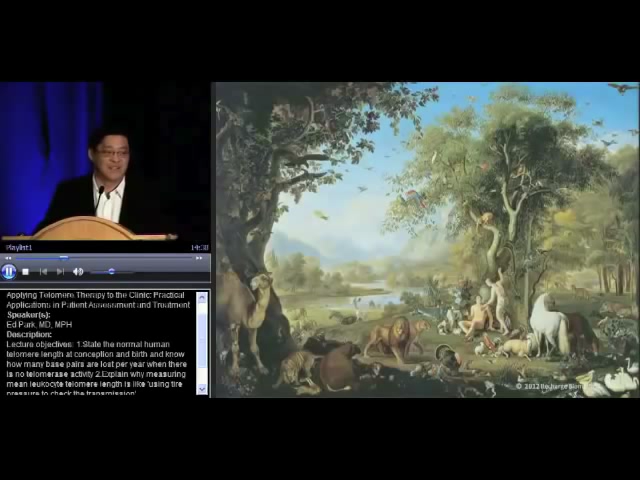 Playlist1
19:38
Applying Telomere Therapy to the Clinic: Practical
Applications in Patient Assessment and Treatment
Speaker(s):
Ed Park, MD, MPH
Description:
Lecture objectives: 1.State the normal human
telomere length at conception and birth and know
how many base pairs are lost per year when there
is no telomerase activity 2.Explain why measuring
mean leukocyte telomere length is like 'using tire
pressure to check the transmission'
© 2012 Recharge